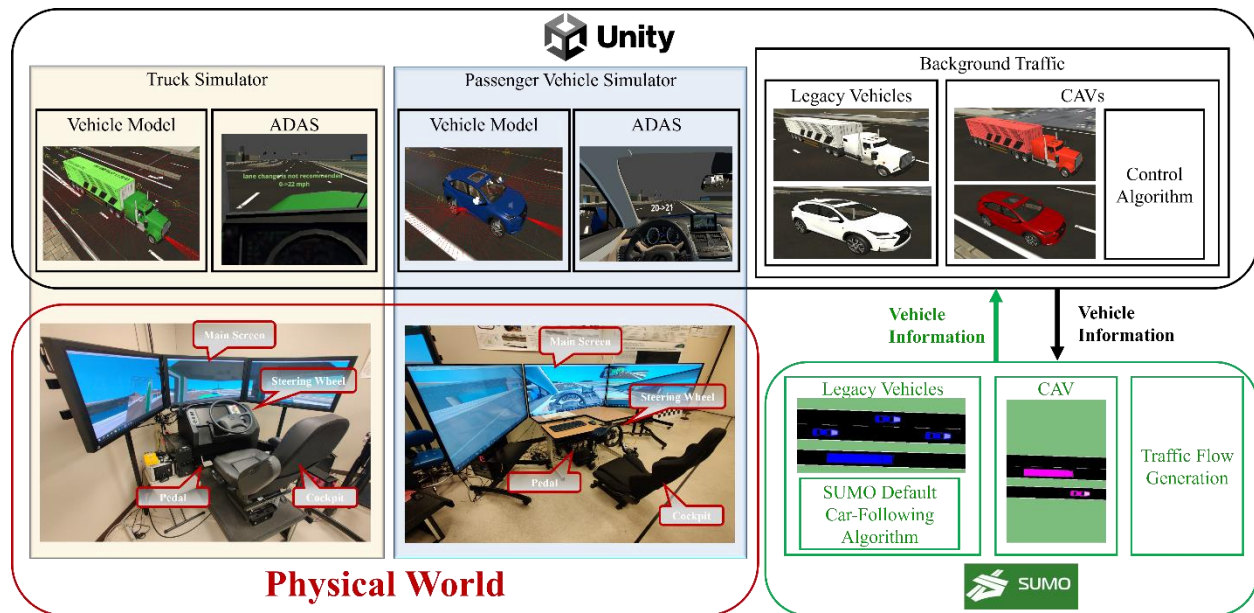 Unity
Truck Simulator
Vehicle Model
ADAS
lane change is not recommended
0->22 mph
Passenger Vehicle Simulator
Vehicle Model
ADAS
20->21
Background Traffic
Legacy Vehicles
CAVs
Control
Algorithm
Main Screen
Steering Wheel
Pedal
Cockpit
Main Screen
Steering Wheel
Pedal
Cockpit
Physical World
Vehicle
Information
Vehicle
Information
Legacy Vehicles
SUMO Default
Car-Following
Algorithm
CAV
Traffic Flow
Generation
SUMO